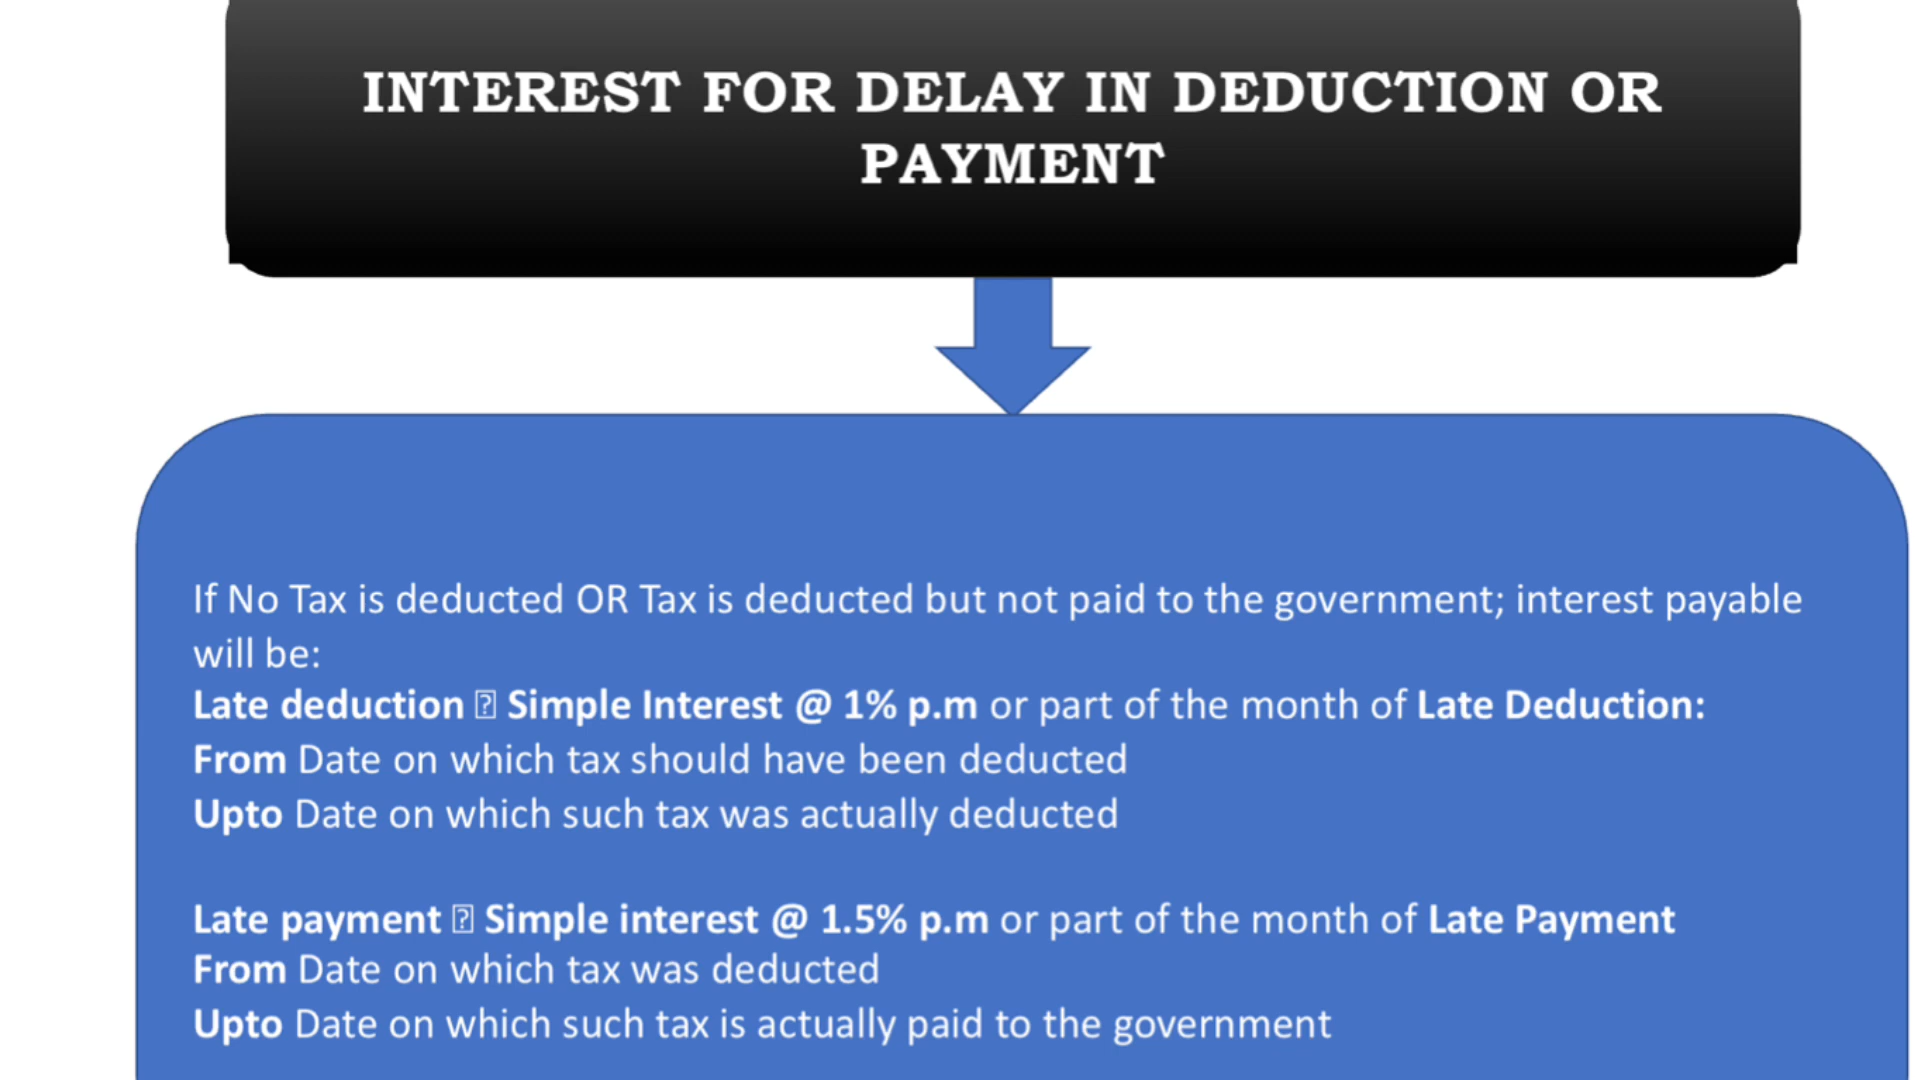 INTEREST FOR DELAY IN DEDUCTION OR
PAYMENT
If No Tax is deducted OR Tax is deducted but not paid to the government; interest payable
will be:
Late deduction ⍰ Simple Interest @ 1% p.m or part of the month of Late Deduction:
From Date on which tax should have been deducted
Upto Date on which such tax was actually deducted
Late payment ⍰ Simple interest @ 1.5% p.m or part of the month of Late Payment
From Date on which tax was deducted
Upto Date on which such tax is actually paid to the government